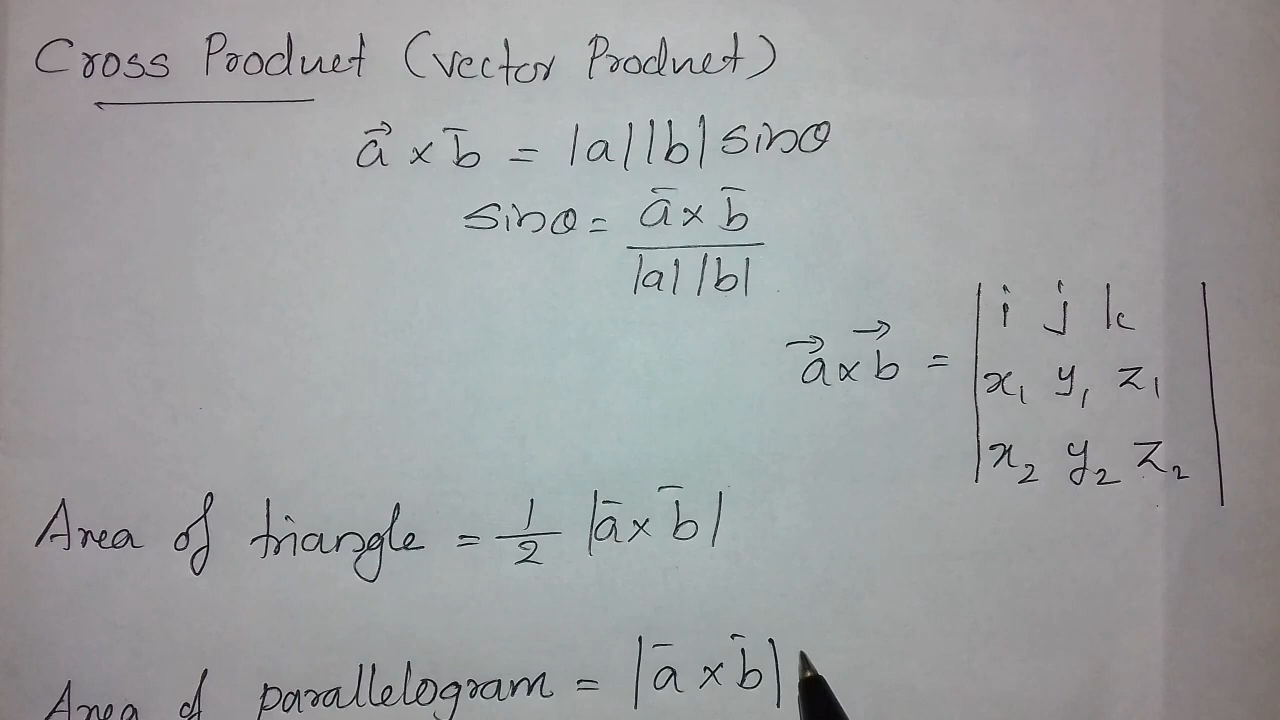 Cross Product (Vector Product)
a⃗ × b̄ = |a||b| sinθ
sinθ = ā × b̄
|a| |b|
a⃗ × b⃗ = | i j k |
| x₁ y₁ z₁ |
| x₂ y₂ z₂ |
Area of triangle = 1/2 |ā × b̄|
Area of parallelogram = |ā × b̄|